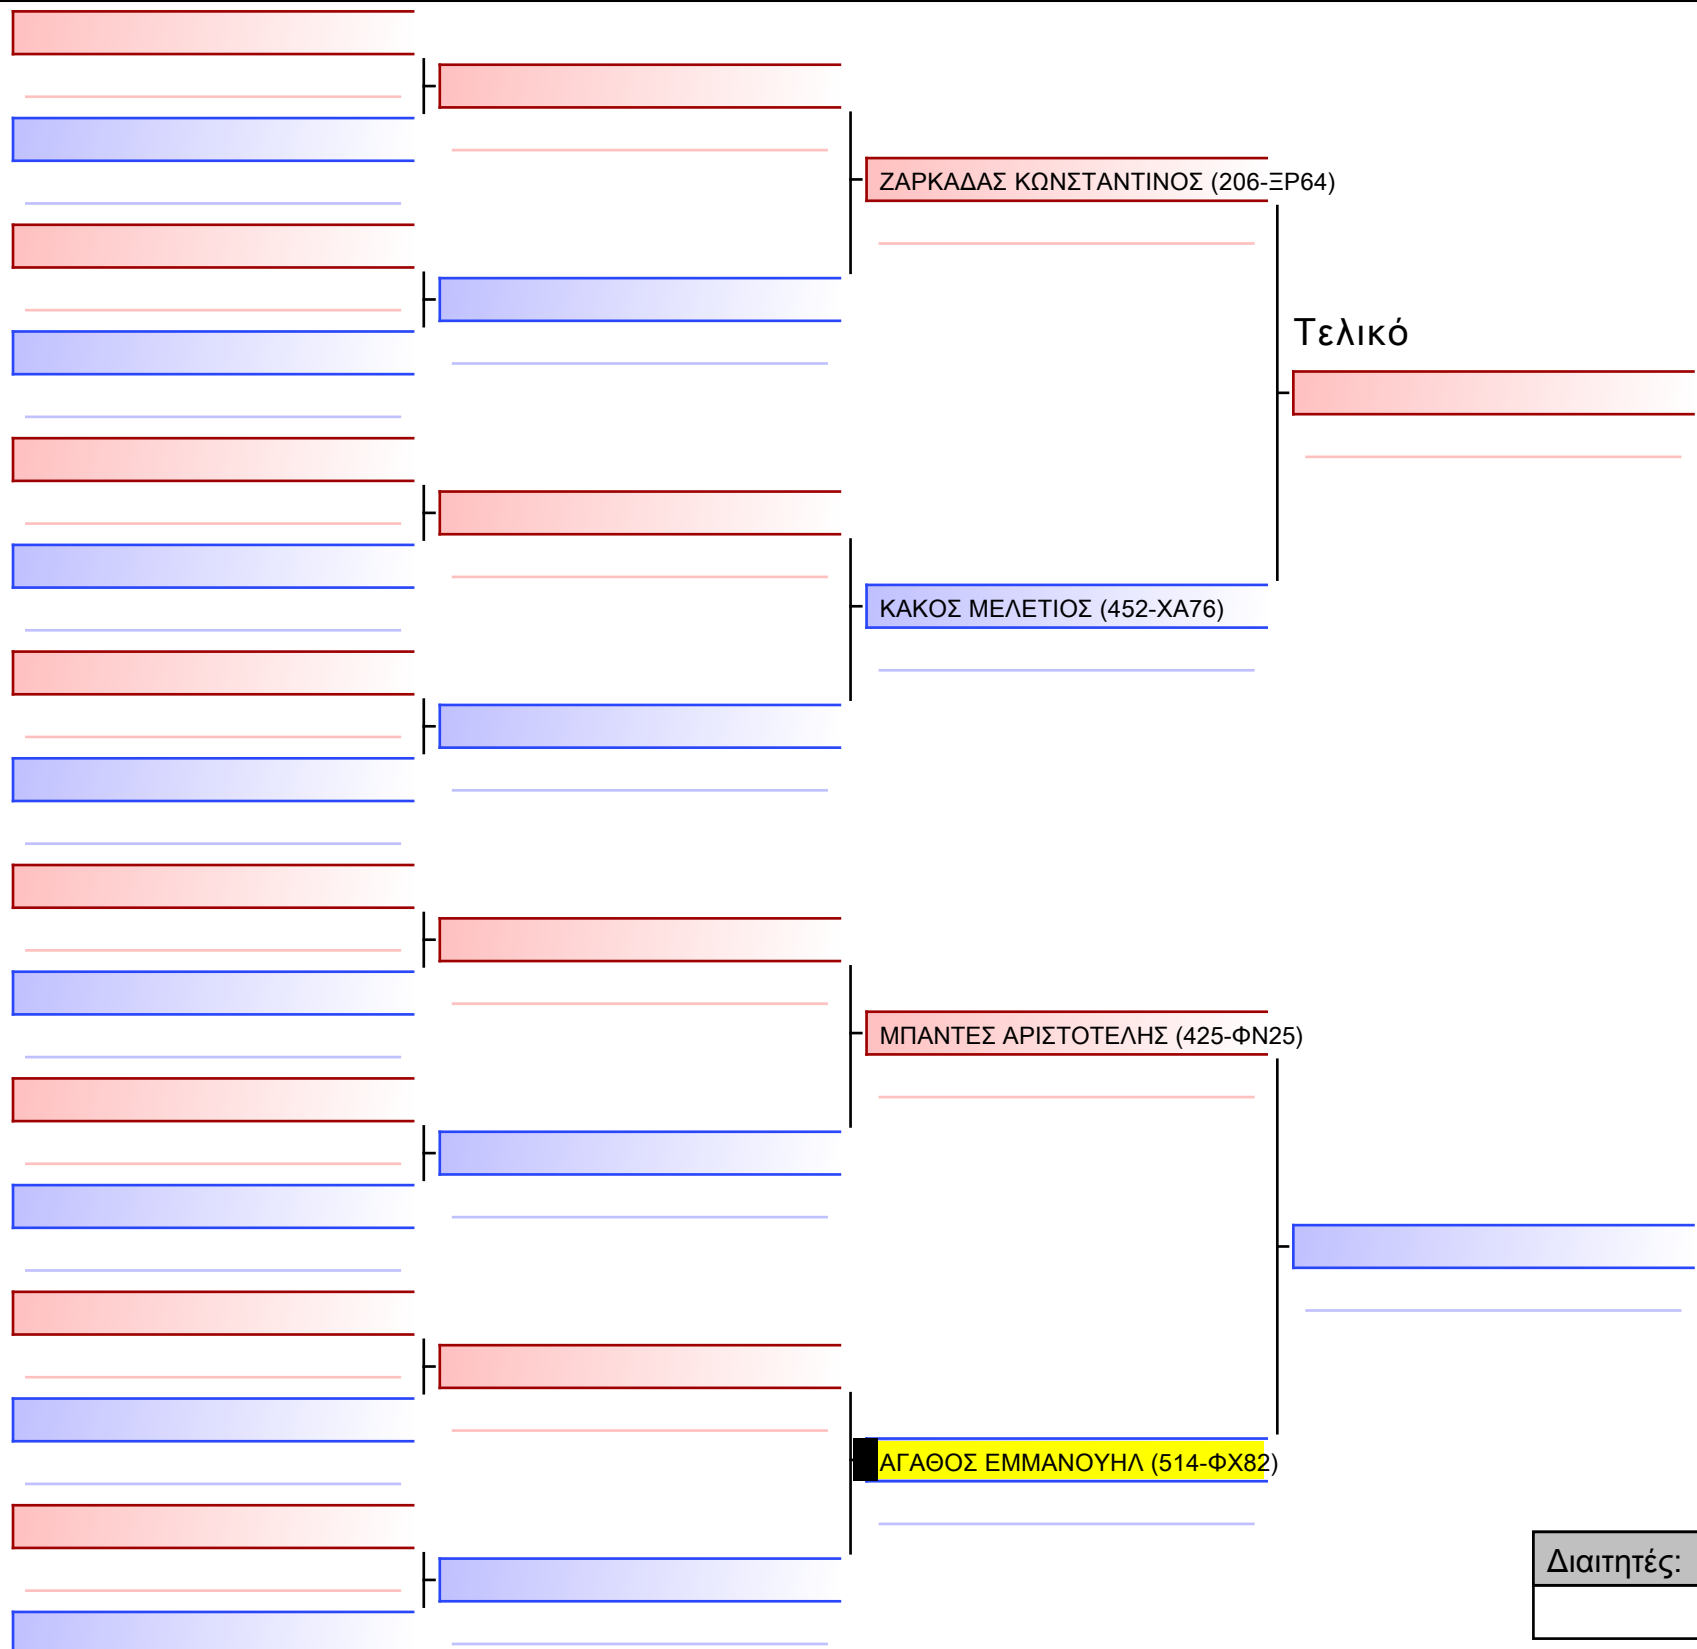 ΖΑΡΚΑΔΑΣ ΚΩΝΣΤΑΝΤΙΝΟΣ (206-ΞΡ64)
Τελικό
ΚΑΚΟΣ ΜΕΛΕΤΙΟΣ (452-ΧΑ76)
ΜΠΑΝΤΕΣ ΑΡΙΣΤΟΤΕΛΗΣ (425-ΦΝ25)
ΑΓΑΘΟΣ ΕΜΜΑΝΟΥΗΛ (514-ΦΧ82)
Διαιτητές: